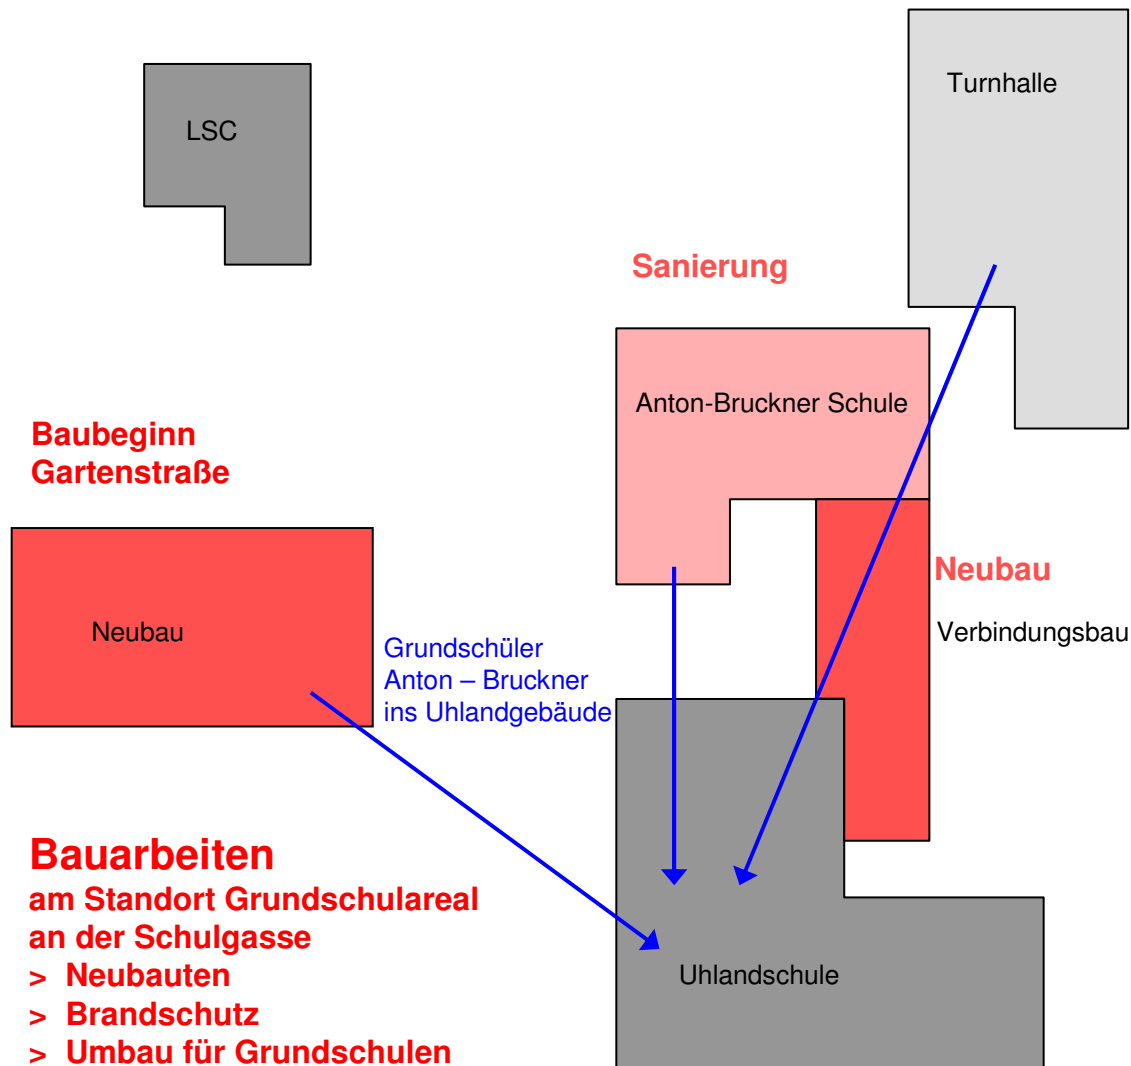 Turnhalle
LSC
Sanierung
Anton-Bruckner Schule
Baubeginn
Gartenstraße
Neubau
Verbindungsbau
Neubau
Grundschüler
Anton – Bruckner
ins Uhlandgebäude
Bauarbeiten
am Standort Grundschulareal
an der Schulgasse
> Neubauten
> Brandschutz
> Umbau für Grundschulen
Uhlandschule